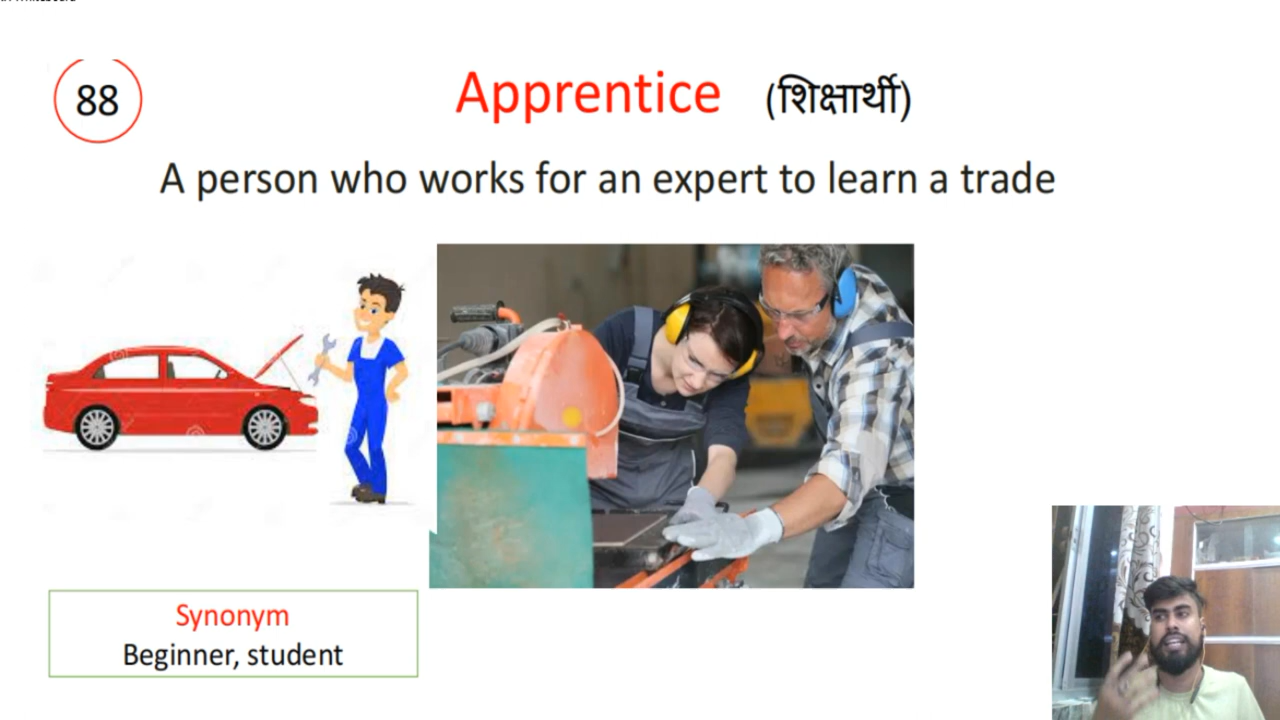 88
Apprentice (शिक्षार्थी)
A person who works for an expert to learn a trade
Synonym
Beginner, student